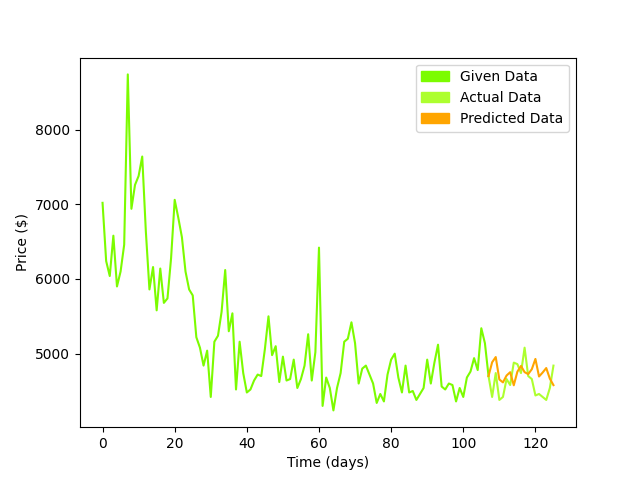 Given Data
Actual Data
Predicted Data
8000
7000
6000
5000
Price ($)
0
20
40
60
80
100
120
Time (days)